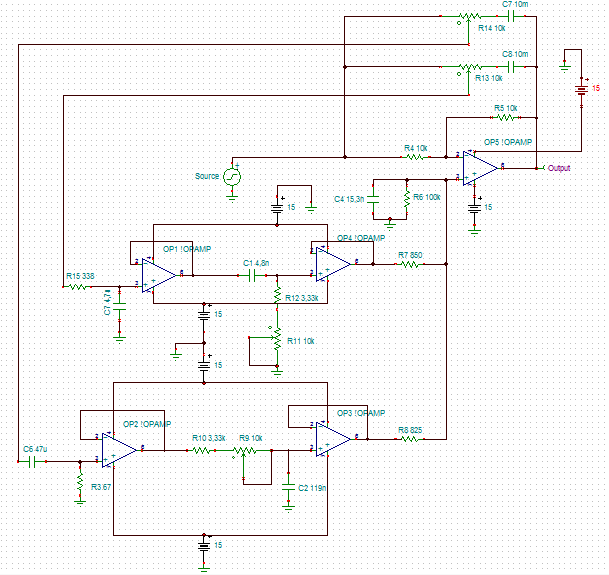 C7 10m
R14 10k
C8 10m
R13 10k
15
R5 10k
R4 10k
OP5 !OPAMP
Output
Source
C4 15,3n
R6 100k
15
15
OP1 !OPAMP
OP4 !OPAMP
C1 4,8n
R7 850
R15 338
R12 3,33k
C7 4,7u
15
R11 10k
15
OP2 !OPAMP
OP3 !OPAMP
R10 3,33k
R9 10k
R8 825
C6 47u
R3 67
C2 119n
15